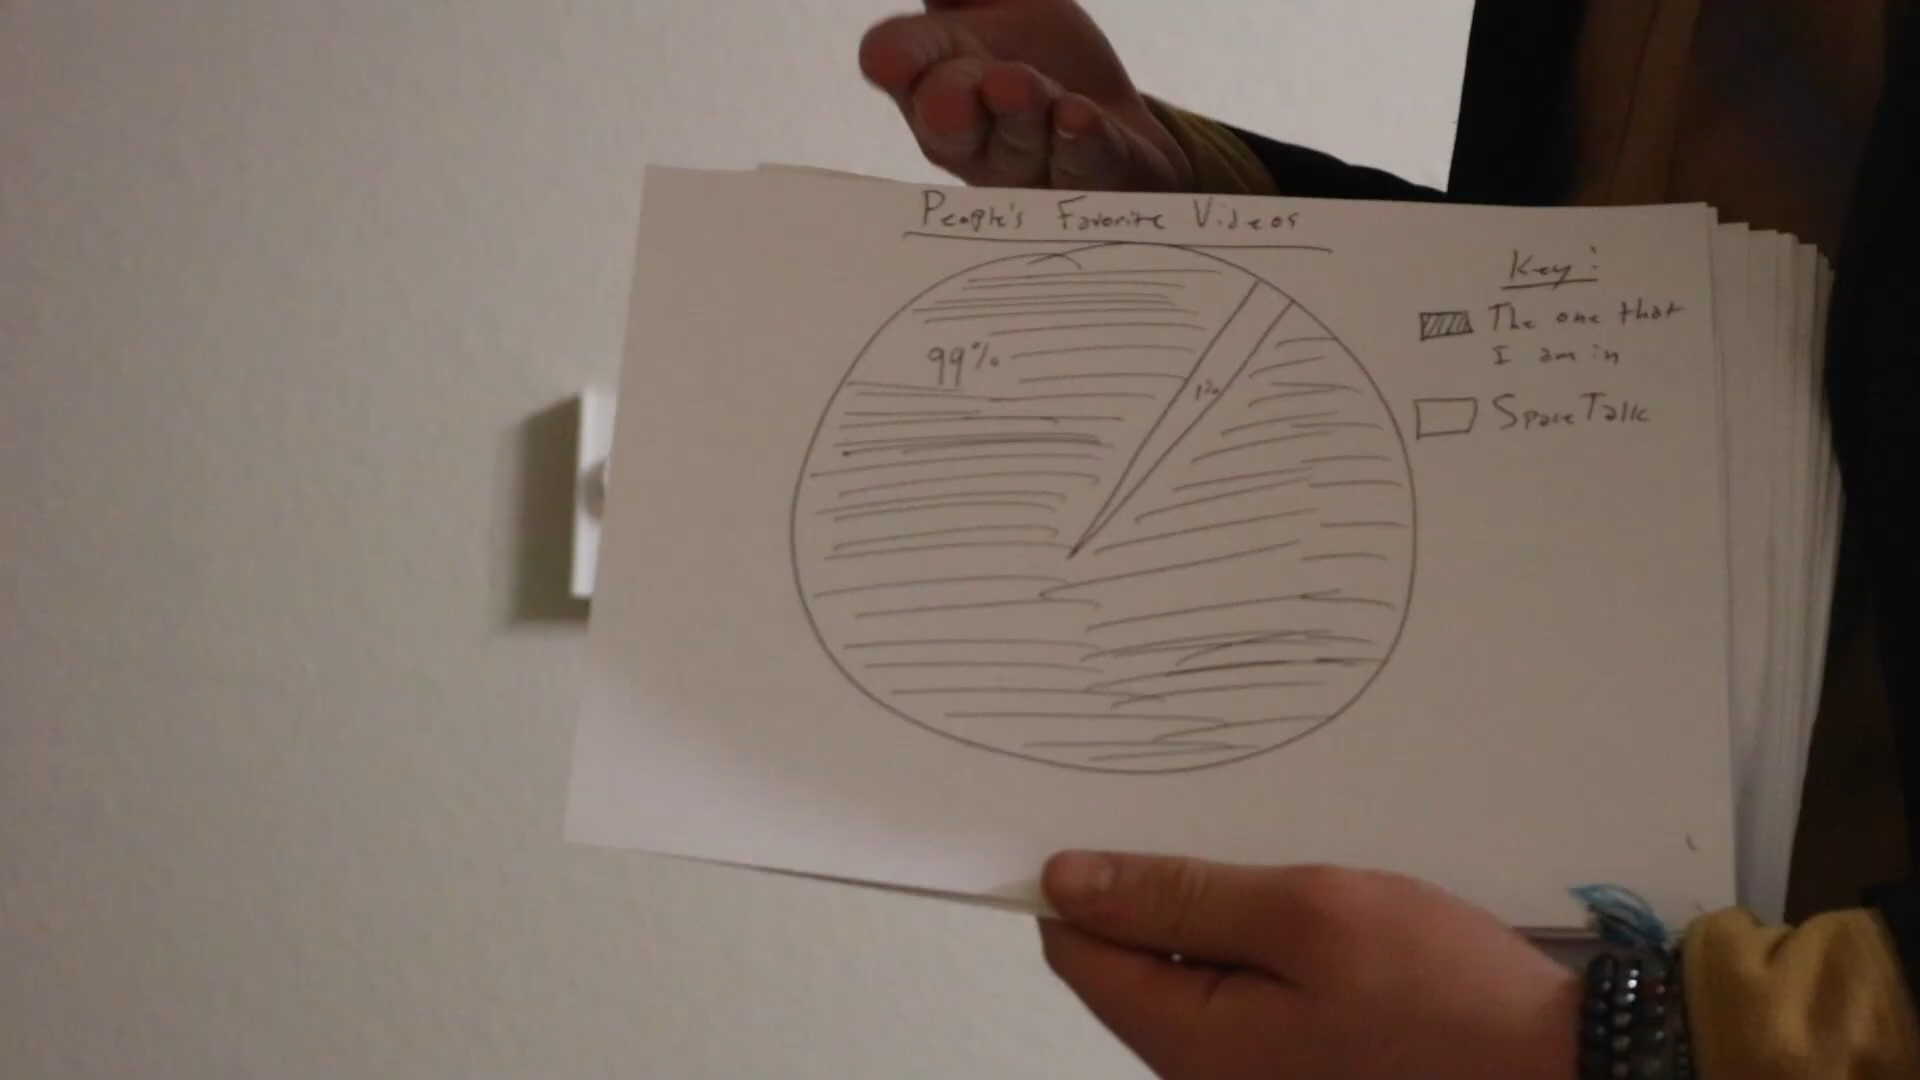 People's Favorite Videos
Key:
The one that
I am in
SpaceTalk
99%
1%